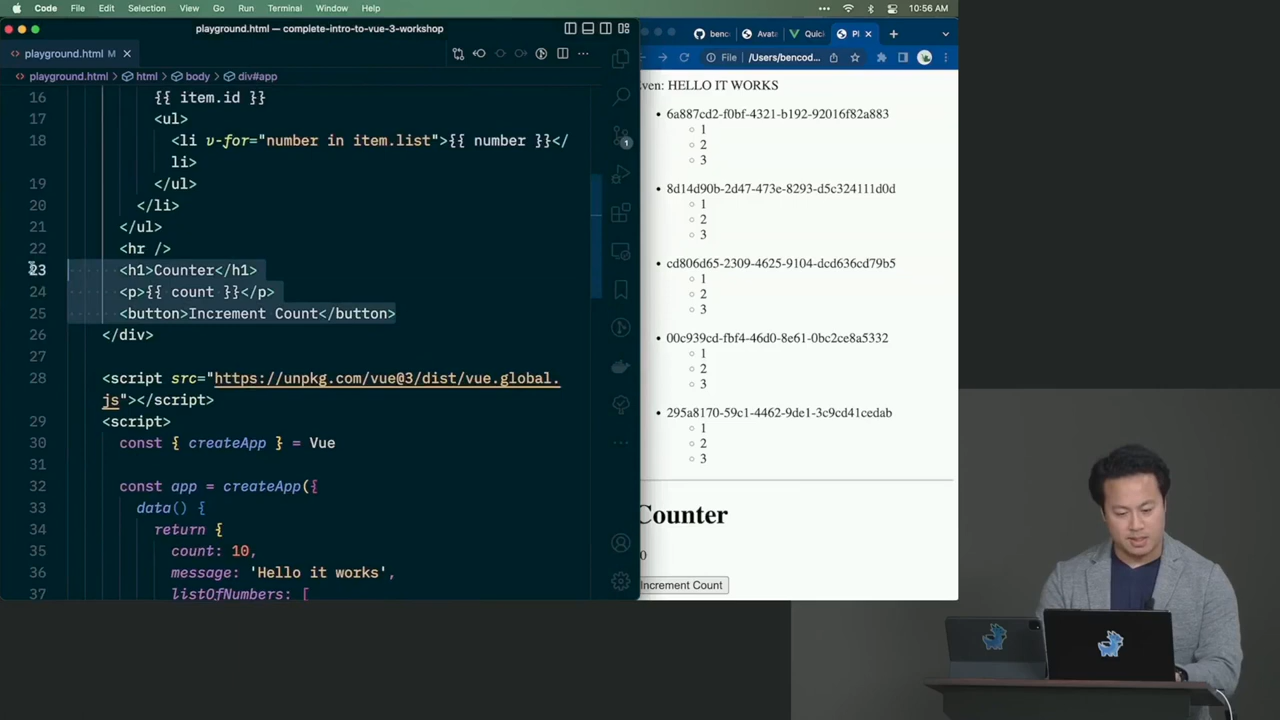 Code File Edit Selection View Go Run Terminal Window Help 10:56 AM
playground.html — complete-intro-to-vue-3-workshop
playground.html M
playground.html > html > body > div#app
16 {{ item.id }}
17 <ul>
18 <li v-for="number in item.list">{{ number }}</
li>
19 </ul>
20 </li>
21 </ul>
22 <hr />
23 <h1>Counter</h1>
24 <p>{{ count }}</p>
25 <button>Increment Count</button>
26 </div>
27
28 <script src="https://unpkg.com/vue@3/dist/vue.global.
js"></script>
29 <script>
30 const { createApp } = Vue
31
32 const app = createApp({
33 data() {
34 return {
35 count: 10,
36 message: 'Hello it works',
37 listOfNumbers: [
1
benc
Avata
Quick
Pl
File /Users/bencod...
ven: HELLO IT WORKS
6a887cd2-f0bf-4321-b192-92016f82a883
1
2
3
8d14d90b-2d47-473e-8293-d5c324111d0d
1
2
3
cd806d65-2309-4625-9104-dcd636cd79b5
1
2
3
00c939cd-fbf4-46d0-8e61-0bc2ce8a5332
1
2
3
295a8170-59c1-4462-9de1-3c9cd41cedab
1
2
3
Counter
0
Increment Count